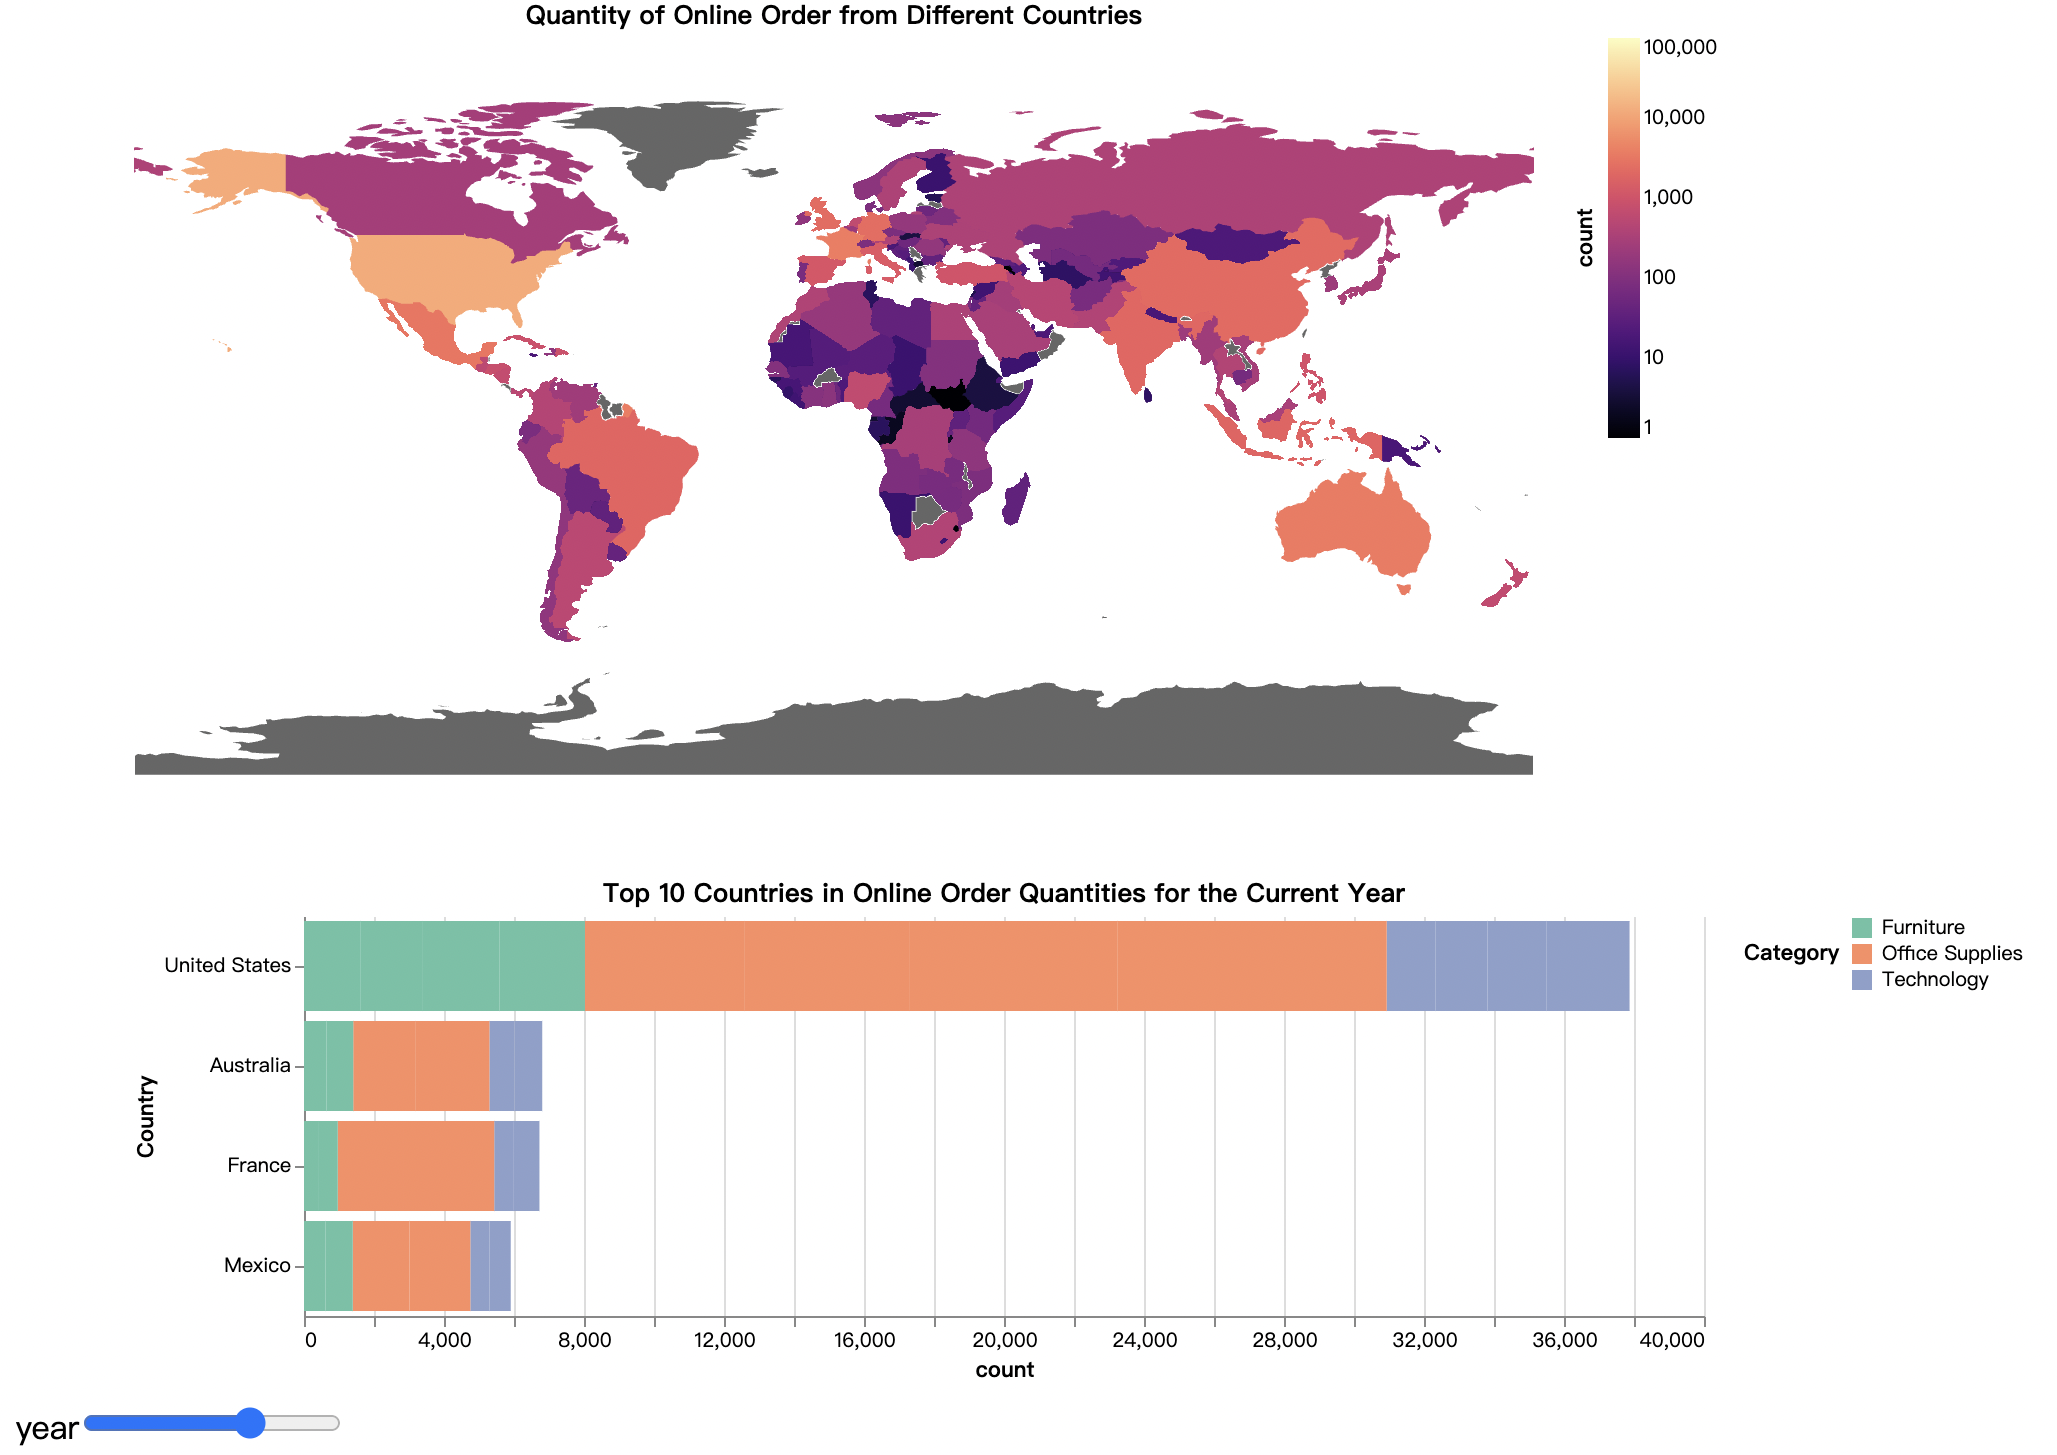 Quantity of Online Order from Different Countries
count
100,000
10,000
1,000
100
10
1
Top 10 Countries in Online Order Quantities for the Current Year
Country
United States
Australia
France
Mexico
0 4,000 8,000 12,000 16,000 20,000 24,000 28,000 32,000 36,000 40,000
count
Category
Furniture
Office Supplies
Technology
year